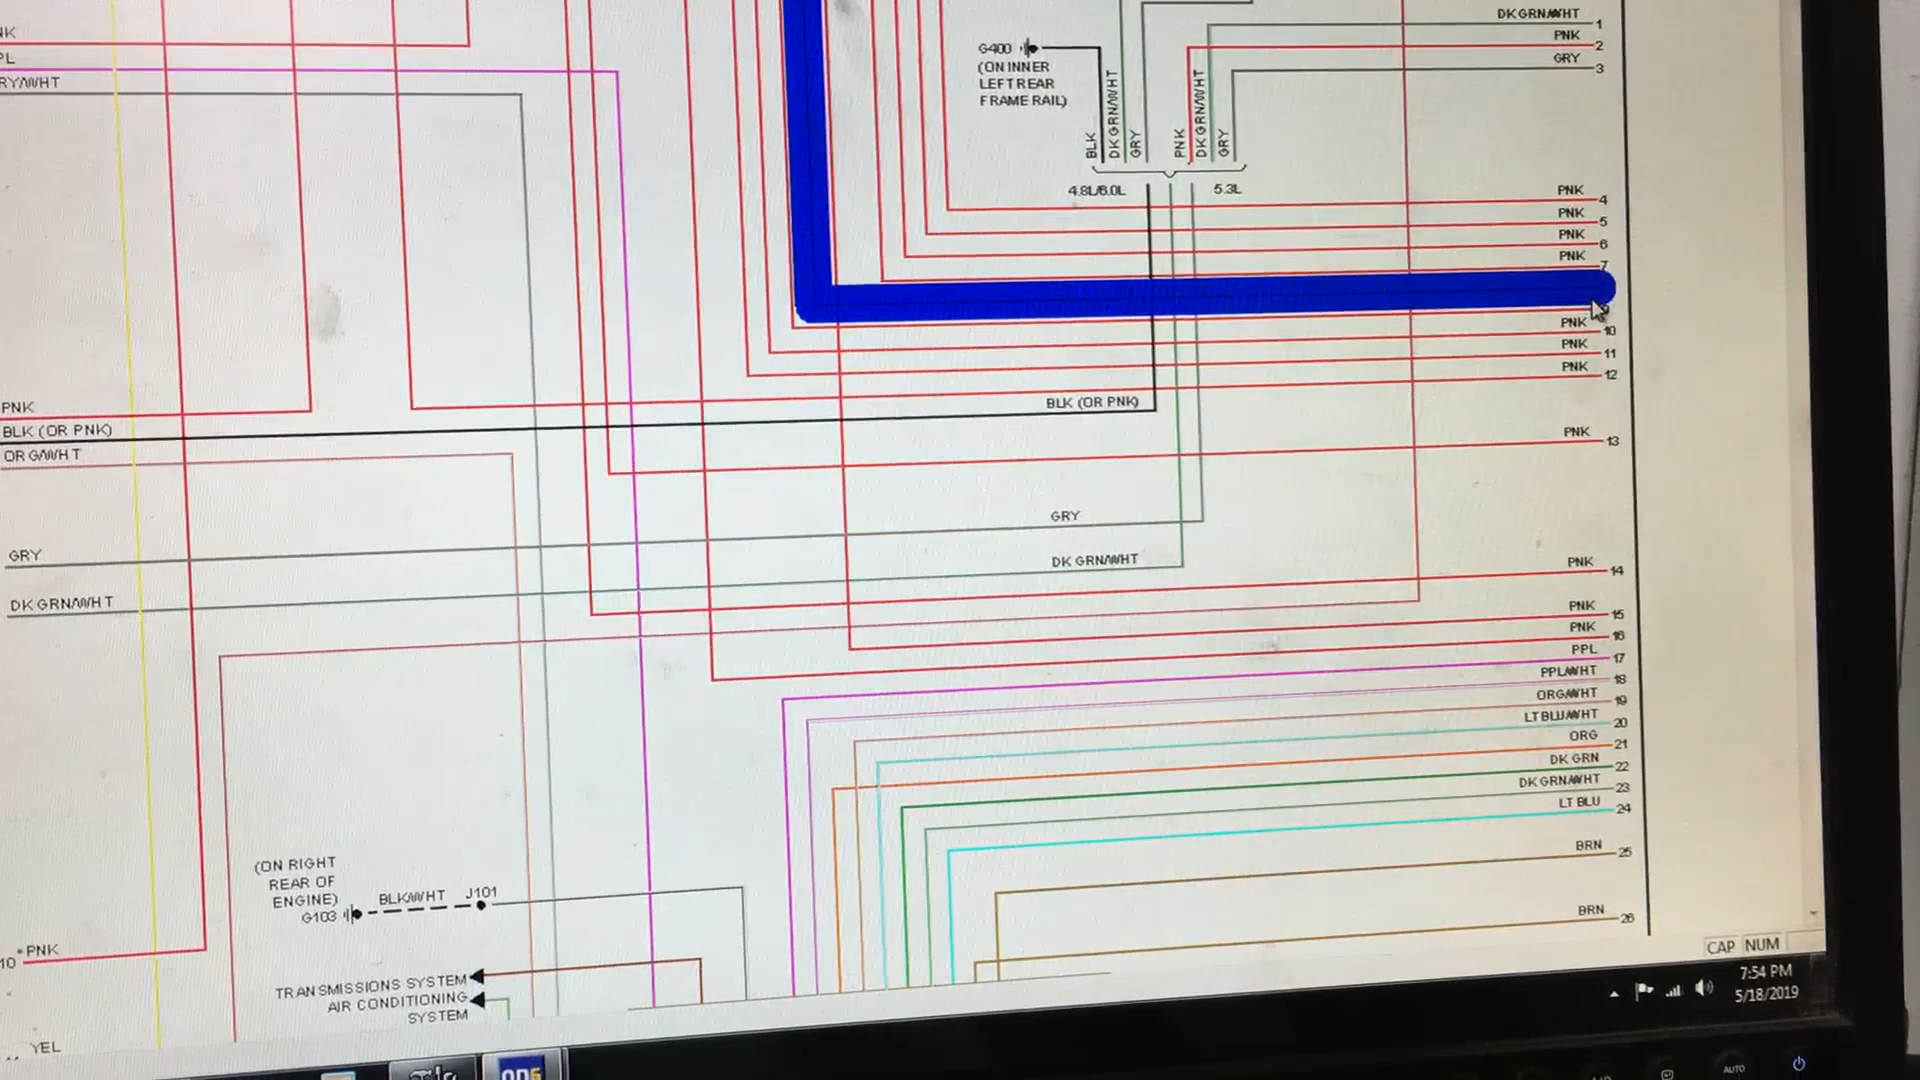 DK GRN/WHT 1
PNK 2
GRY 3
G400
(ON INNER
LEFT REAR
FRAME RAIL)
BLK
DK GRN/WHT
GRY
PNK
DK GRN/WHT
GRY
4.8L/6.0L
5.3L
PNK 4
PNK 5
PNK 6
PNK 7
PNK 10
PNK 11
PNK 12
PNK 13
PNK 14
PNK 15
PNK 16
PPL 17
PPL/WHT 18
ORG/WHT 19
LT BLU/WHT 20
ORG 21
DK GRN 22
DK GRN/WHT 23
LT BLU 24
BRN 25
BRN 26
PNK
BLK (OR PNK)
BLK (OR PNK)
ORG/WHT
GRY
GRY
DK GRN/WHT
DK GRN/WHT
(ON RIGHT
REAR OF
ENGINE)
G103
BLK/WHT
J101
* PNK
10
TRANSMISSIONS SYSTEM
AIR CONDITIONING
SYSTEM
YEL
CAP NUM
7:54 PM
5/18/2019
AUTO